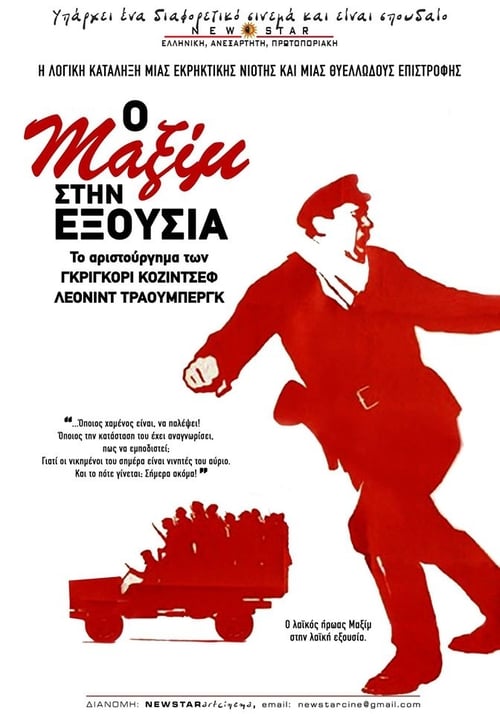 Υπάρχει ένα διαφορετικό σινεμά και είναι σπουδαίο
NEW STAR
ΕΛΛΗΝΙΚΗ, ΑΝΕΞΑΡΤΗΤΗ, ΠΡΩΤΟΠΟΡΙΑΚΗ
Η ΛΟΓΙΚΗ ΚΑΤΑΛΗΞΗ ΜΙΑΣ ΕΚΡΗΚΤΙΚΗΣ ΝΙΟΤΗΣ ΚΑΙ ΜΙΑΣ ΘΥΕΛΛΩΔΟΥΣ ΕΠΙΣΤΡΟΦΗΣ
Ο
Μαξίμ
ΣΤΗΝ
ΕΞΟΥΣΙΑ
Το αριστούργημα των
ΓΚΡΙΓΚΟΡΙ ΚΟΖΙΝΤΣΕΦ
ΛΕΟΝΙΝΤ ΤΡΑΟΥΜΠΕΡΓΚ
“...Όποιος χαμένος είναι, να παλέψει!
Όποιος την κατάσταση του έχει αναγνωρίσει,
πως να εμποδιστεί;
Γιατί οι νικημένοι του σήμερα είναι νινητές του αύριο.
Και το πότε γίνεται: Σήμερα ακόμα!”
Ο λαϊκός ήρωας Μαξίμ
στην λαϊκή εξουσία.
ΔΙΑΝΟΜΗ: NEWSTARartcinema, email: newstarcine@gmail.com